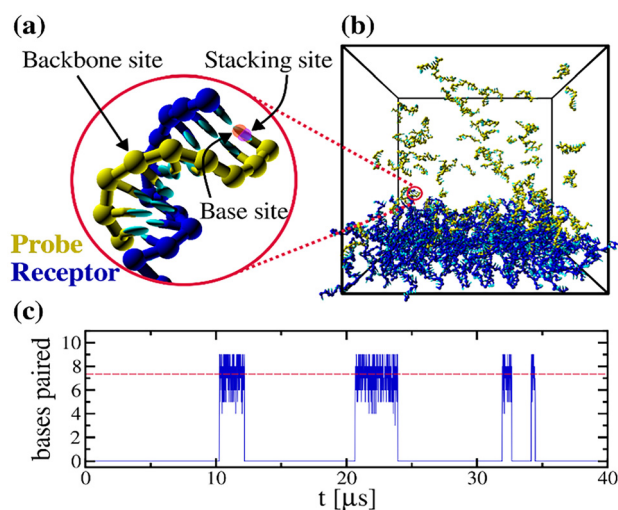 (a)
(b)
Backbone site
Stacking site
Base site
Probe
Receptor
(c)
bases paired
10
8
6
4
2
0
0 10 20 30 40
t [μs]